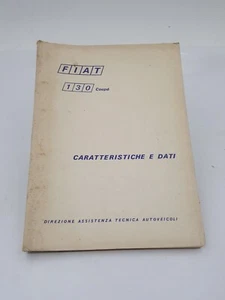 FIAT
130 Coupé
CARATTERISTICHE E DATI
DIREZIONE ASSISTENZA TECNICA AUTOVEICOLI